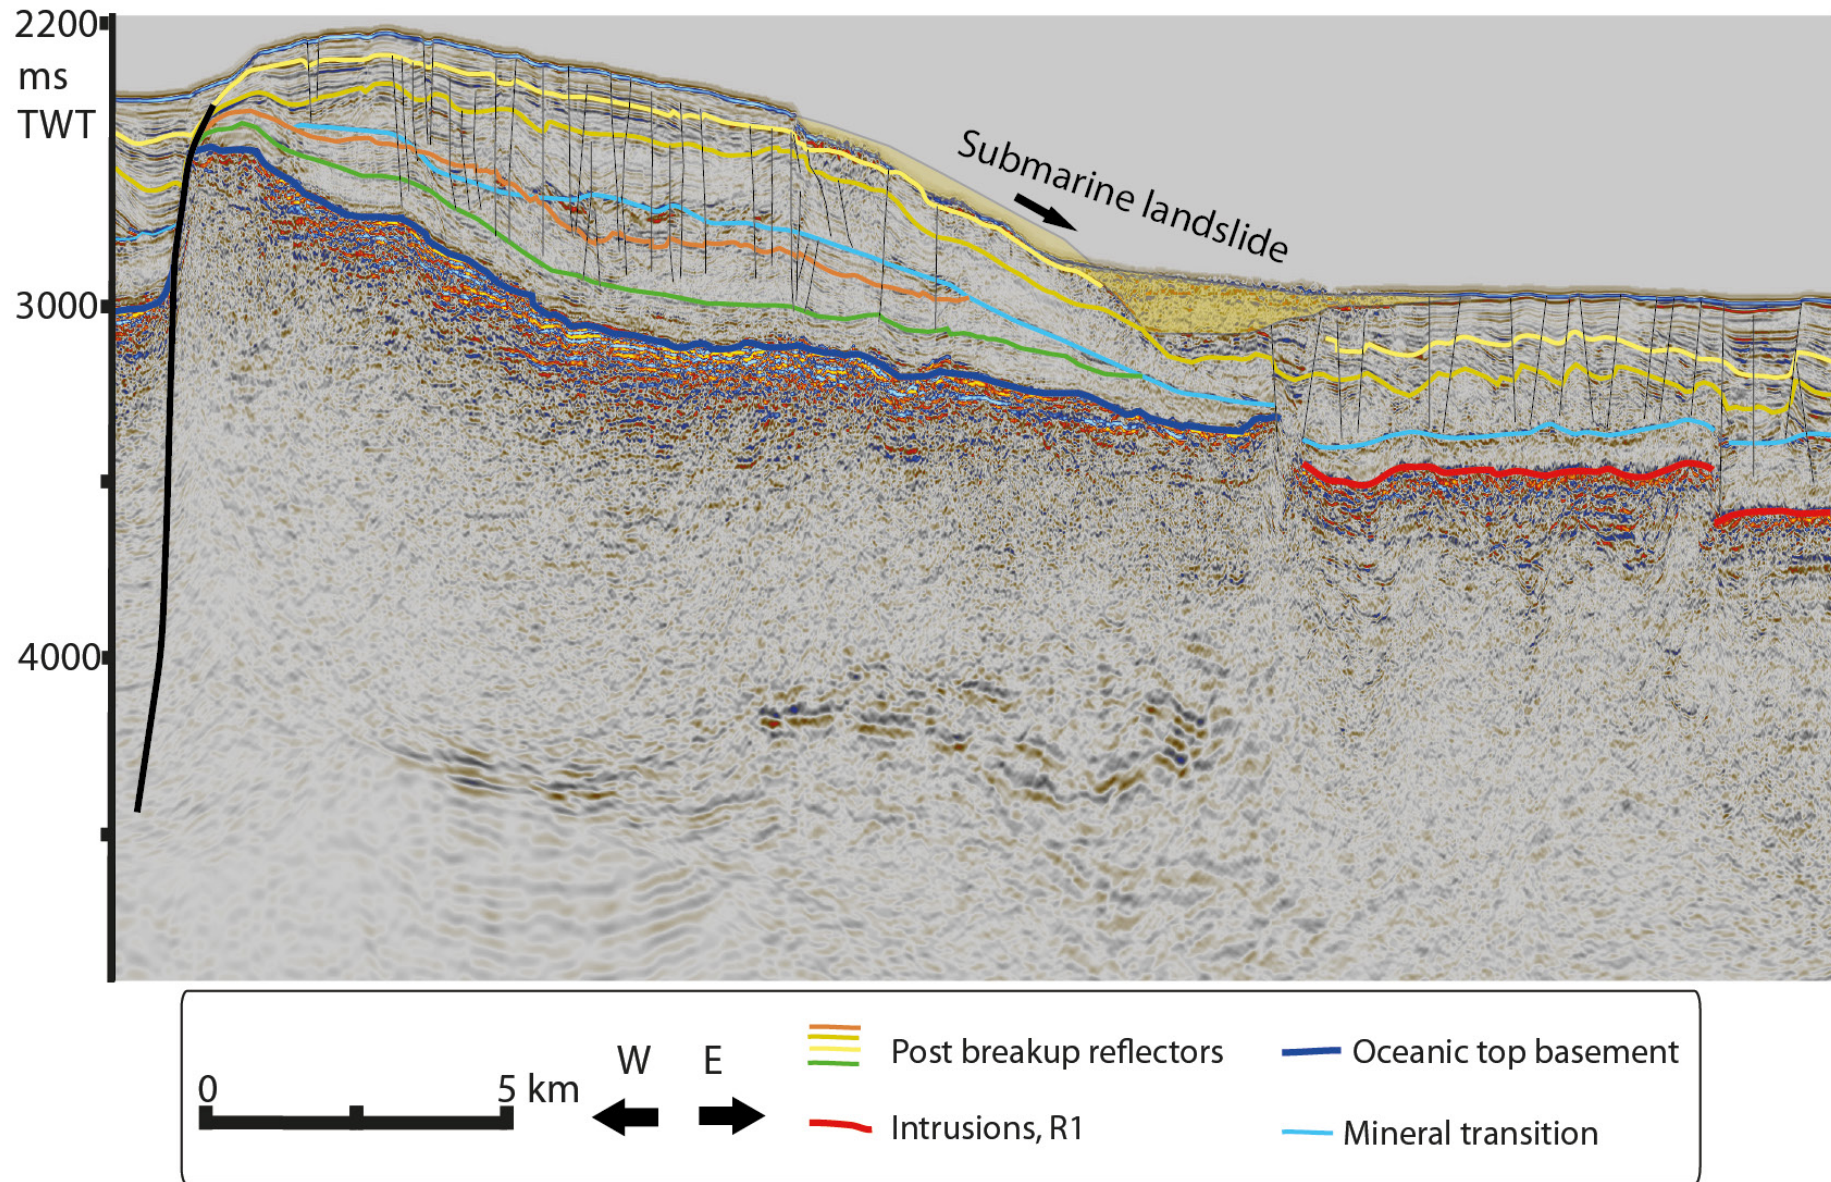 2200
ms
TWT
Submarine landslide
3000
4000
W E
0 5 km
Post breakup reflectors
Oceanic top basement
Intrusions, R1
Mineral transition